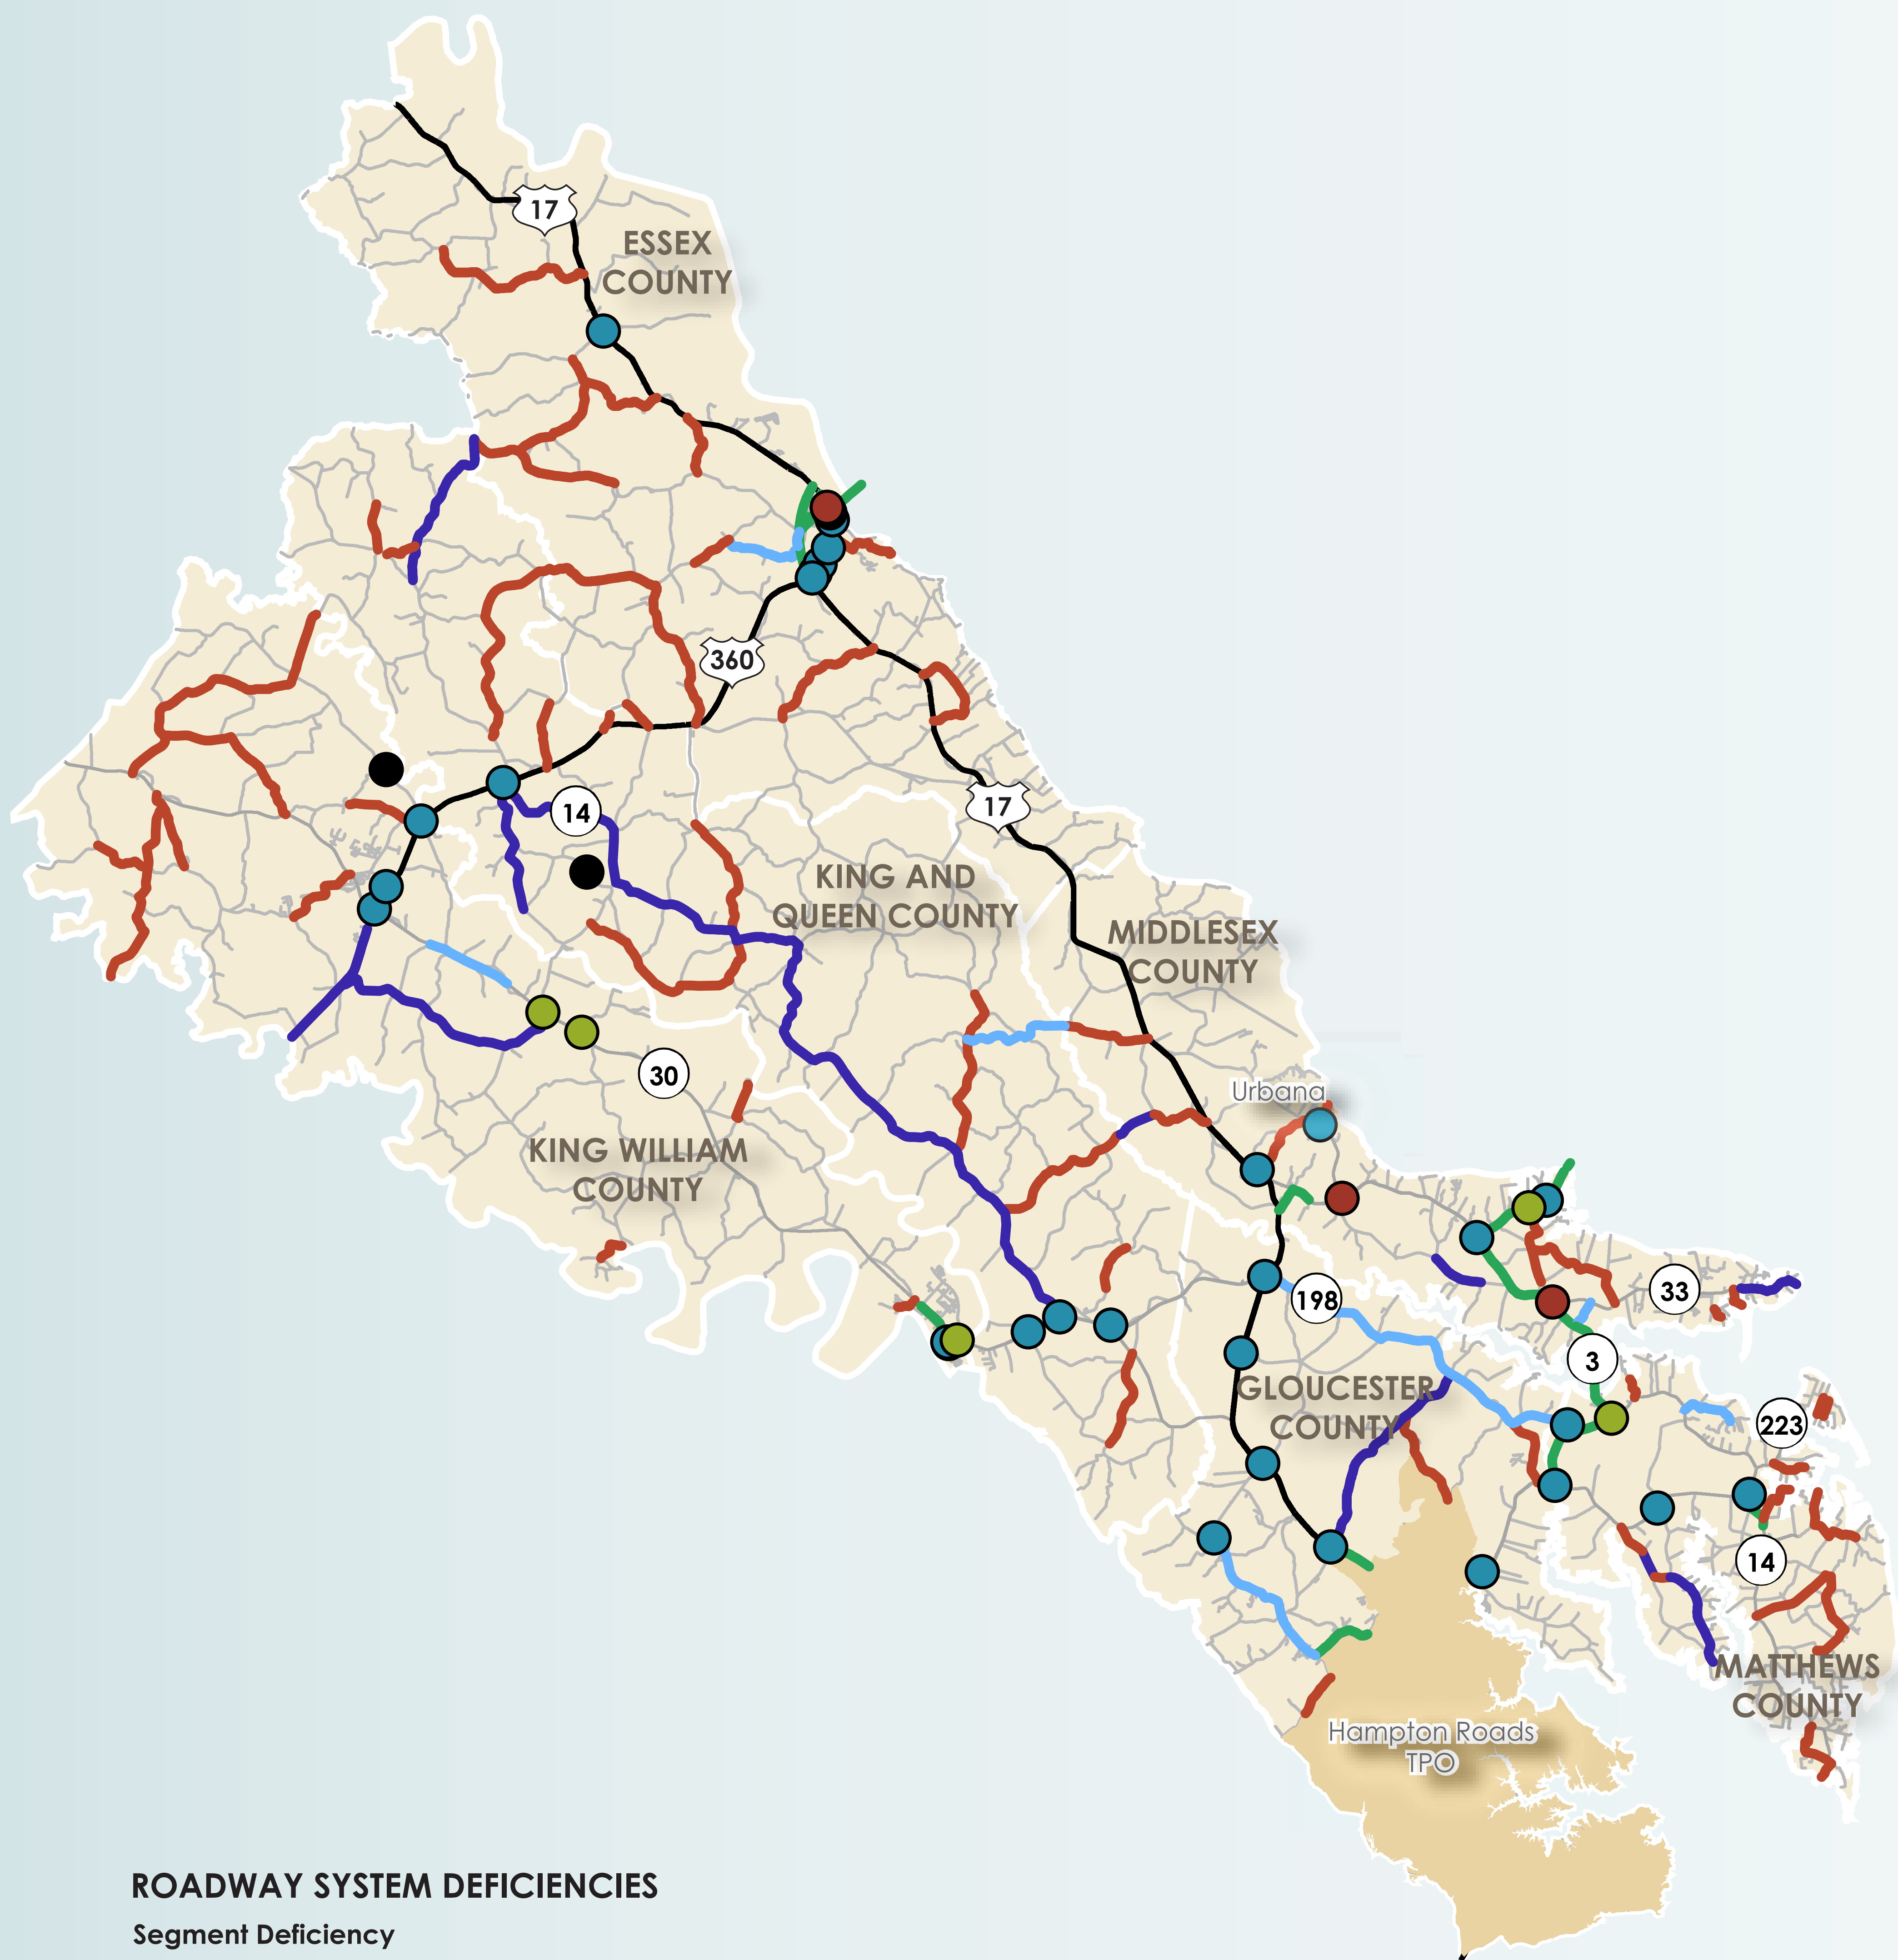 17
ESSEX
COUNTY
360
14
17
KING AND
QUEEN COUNTY
MIDDLESEX
COUNTY
30
Urbana
KING WILLIAM
COUNTY
198
33
3
GLOUCESTER
COUNTY
223
14
MATTHEWS
COUNTY
Hampton Roads
TPO
ROADWAY SYSTEM DEFICIENCIES
Segment Deficiency